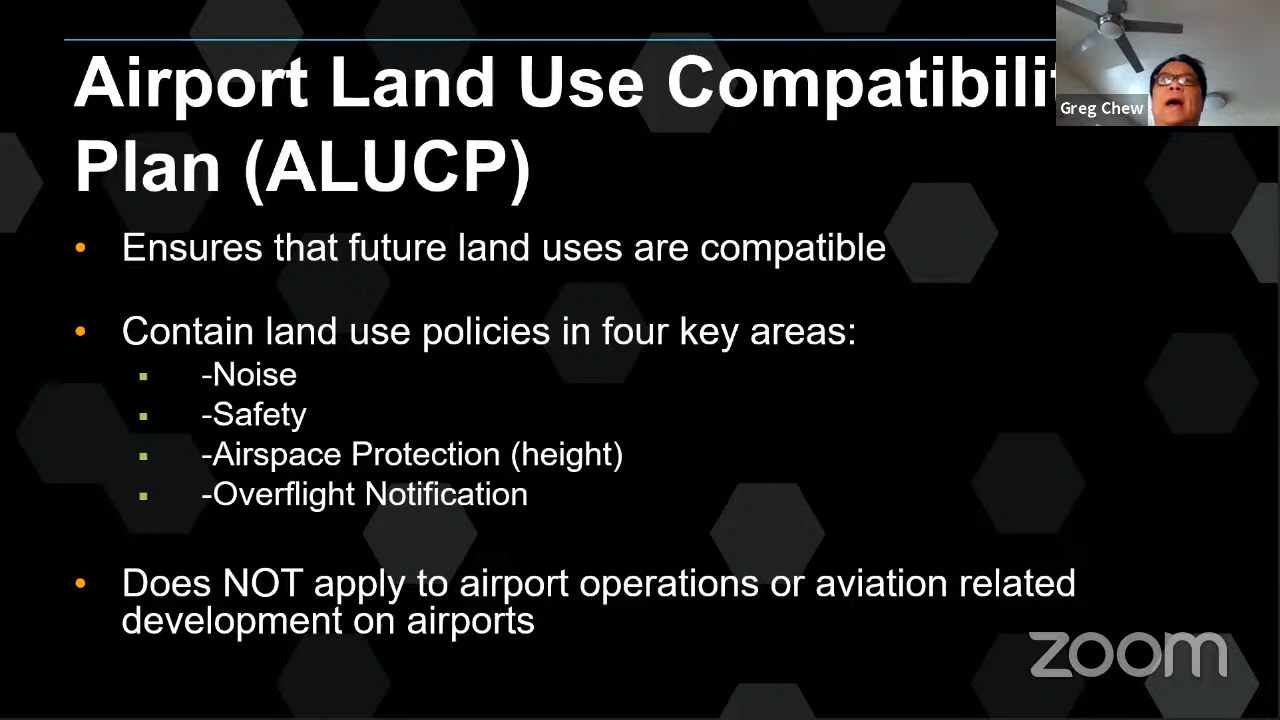 Airport Land Use Compatibili
Plan (ALUCP)
Greg Chew
• Ensures that future land uses are compatible
• Contain land use policies in four key areas:
▪ -Noise
▪ -Safety
▪ -Airspace Protection (height)
▪ -Overflight Notification
• Does NOT apply to airport operations or aviation related
development on airports
zoom